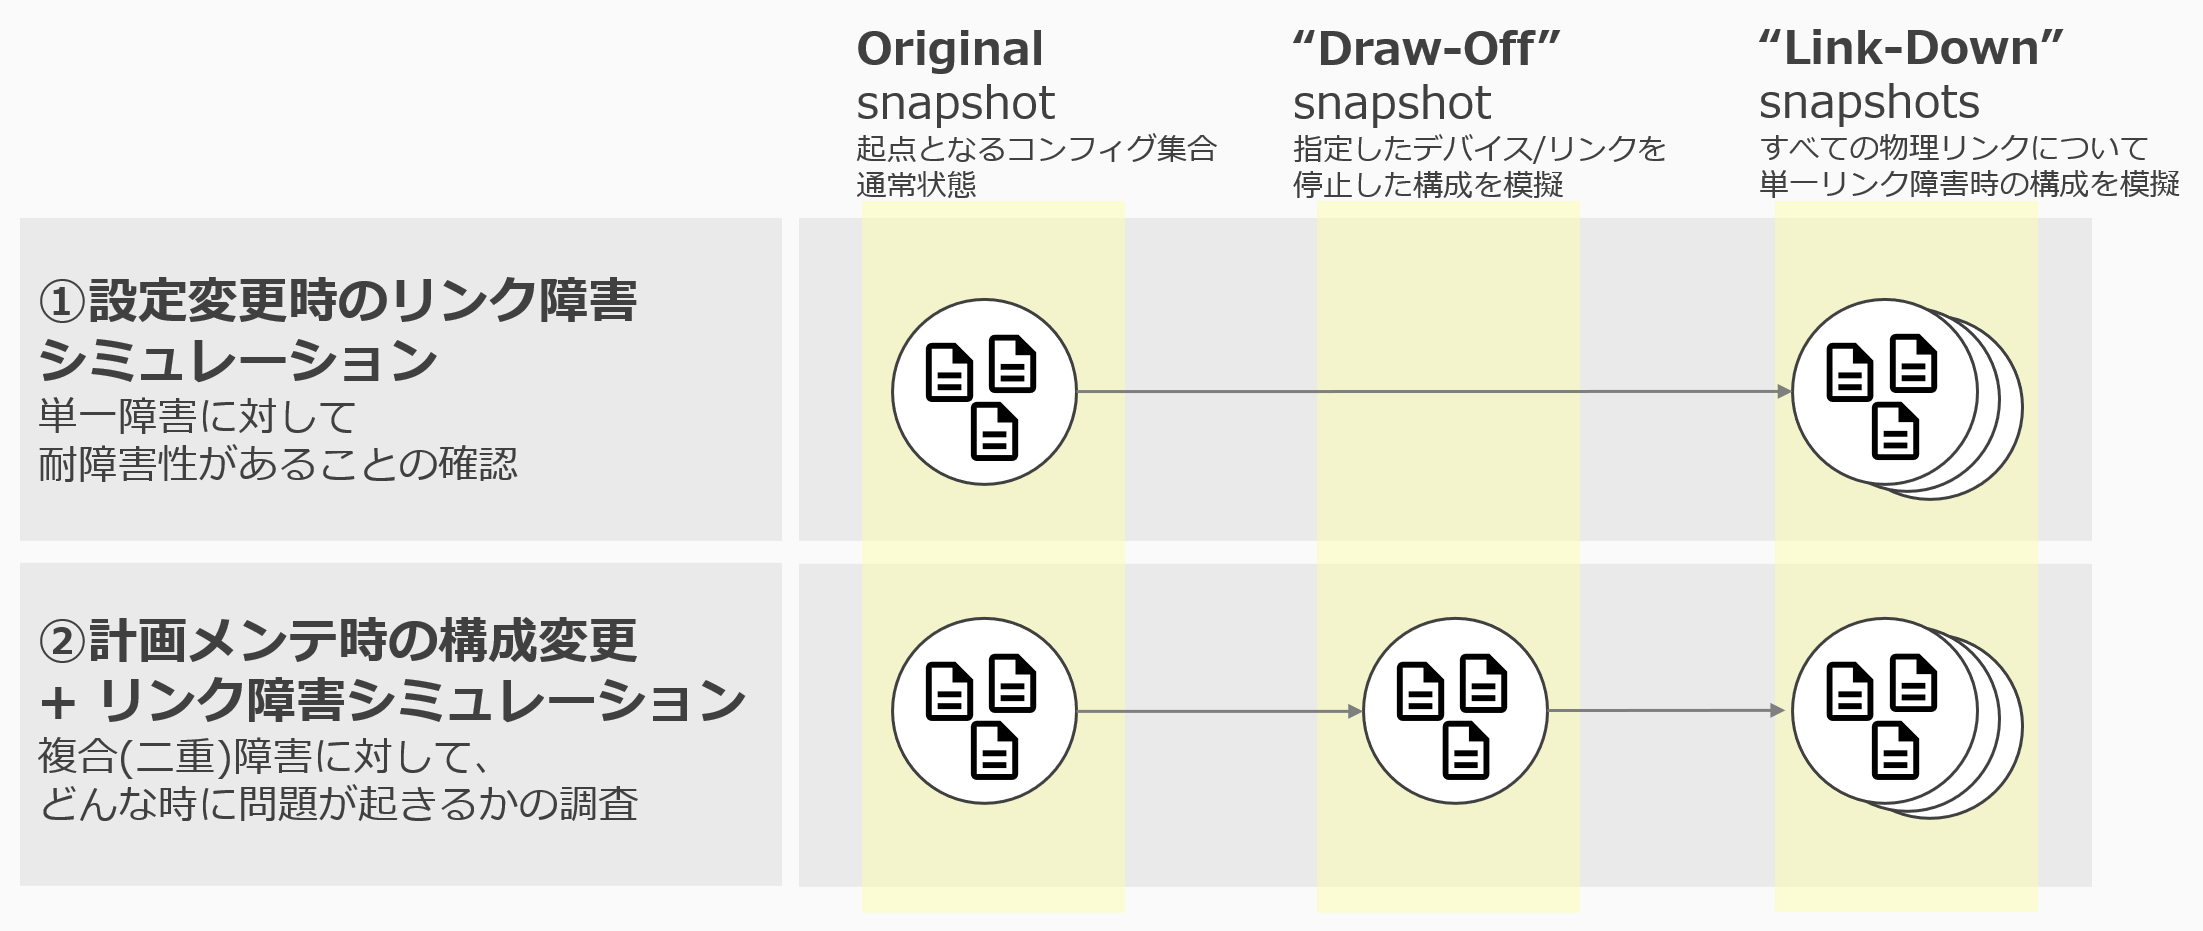 Original
snapshot
起点となるコンフィグ集合
通常状態
“Draw-Off”
snapshot
指定したデバイス/リンクを
停止した構成を模擬
“Link-Down”
snapshots
すべての物理リンクについて
単一リンク障害時の構成を模擬
①設定変更時のリンク障害
シミュレーション
単一障害に対して
耐障害性があることの確認
②計画メンテ時の構成変更
+ リンク障害シミュレーション
複合(二重)障害に対して、
どんな時に問題が起きるかの調査